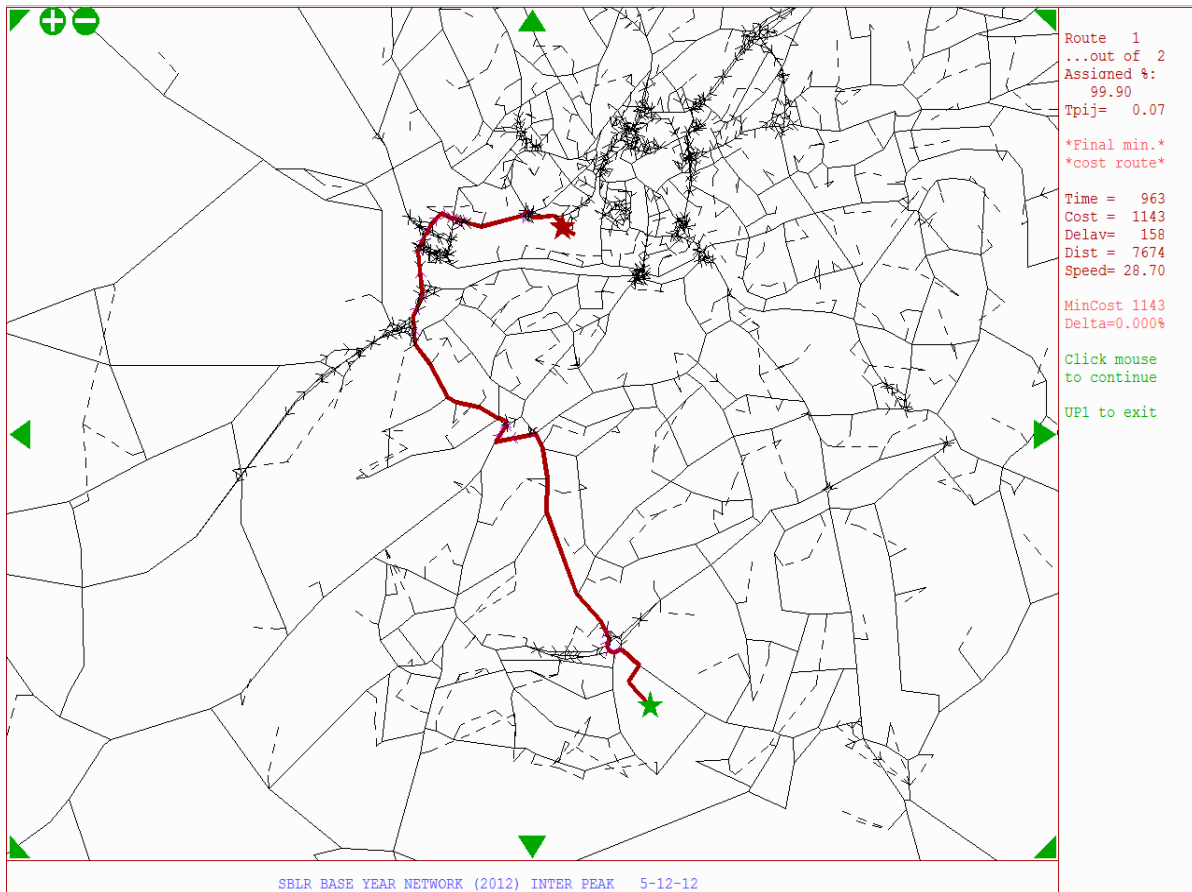 Route 1
...out of 2
Assigned %:
99.90
Tpij= 0.07
*Final min.*
*cost route*
Time = 963
Cost = 1143
Delay = 158
Dist = 7674
Speed= 28.70
MinCost 1143
Delta=0.000%
Click mouse
to continue
UP1 to exit
SBLR BASE YEAR NETWORK (2012) INTER PEAK 5-12-12